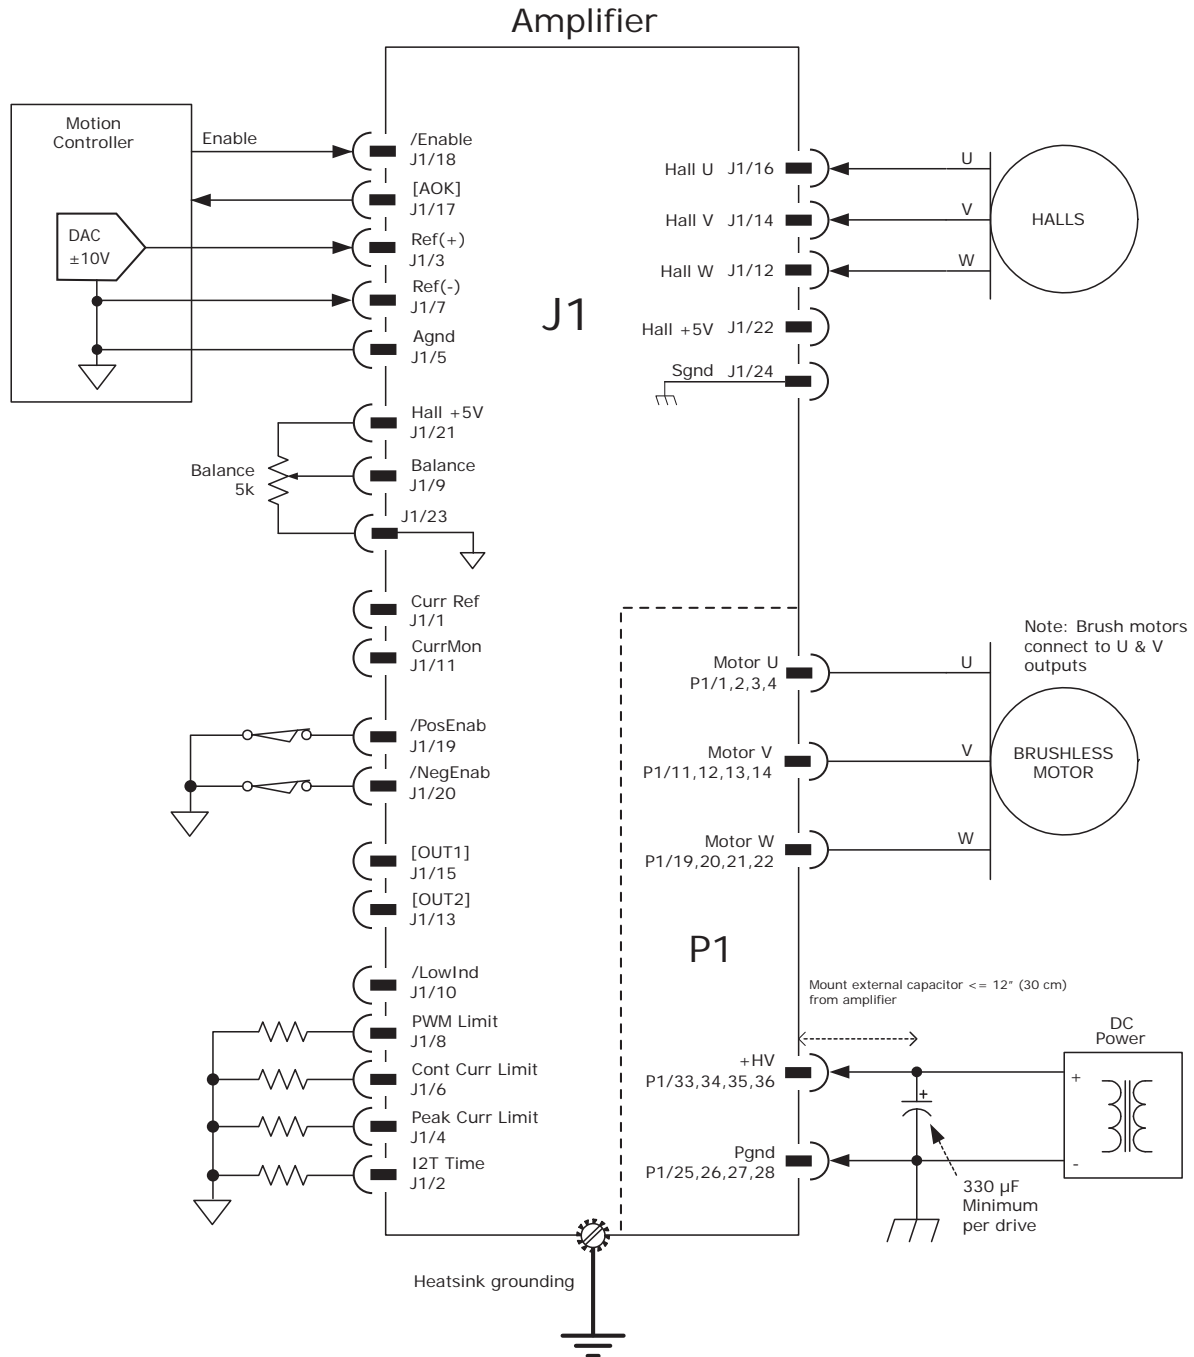 Amplifier
Motion
Controller
Enable
DAC
±10V
/Enable
J1/18
[AOK]
J1/17
Ref(+)
J1/3
Ref(-)
J1/7
Agnd
J1/5
Hall +5V
J1/21
Balance
5k
Balance
J1/9
J1/23
Curr Ref
J1/1
CurrMon
J1/11
/PosEnab
J1/19
/NegEnab
J1/20
[OUT1]
J1/15
[OUT2]
J1/13
/LowInd
J1/10
PWM Limit
J1/8
Cont Curr Limit
J1/6
Peak Curr Limit
J1/4
I2T Time
J1/2
J1
Hall U J1/16
U
Hall V J1/14
V
Hall W J1/12
W
HALLS
Hall +5V J1/22
Sgnd J1/24
Note: Brush motors
connect to U & V
outputs
Motor U
P1/1,2,3,4
U
Motor V
P1/11,12,13,14
V
Motor W
P1/19,20,21,22
W
BRUSHLESS
MOTOR
P1
Mount external capacitor <= 12" (30 cm)
from amplifier
DC
Power
+HV
P1/33,34,35,36
+
+
Pgnd
P1/25,26,27,28
-
330 µF
Minimum
per drive
Heatsink grounding